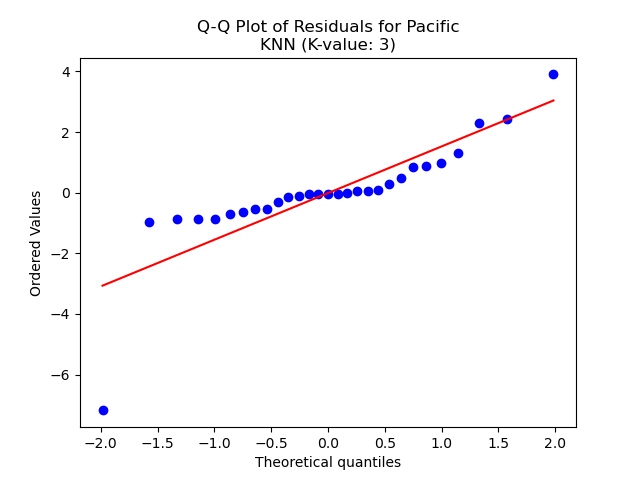 Q-Q Plot of Residuals for Pacific
KNN (K-value: 3)
4
2
0
−2
−4
−6
Ordered Values
−2.0 −1.5 −1.0 −0.5 0.0 0.5 1.0 1.5 2.0
Theoretical quantiles